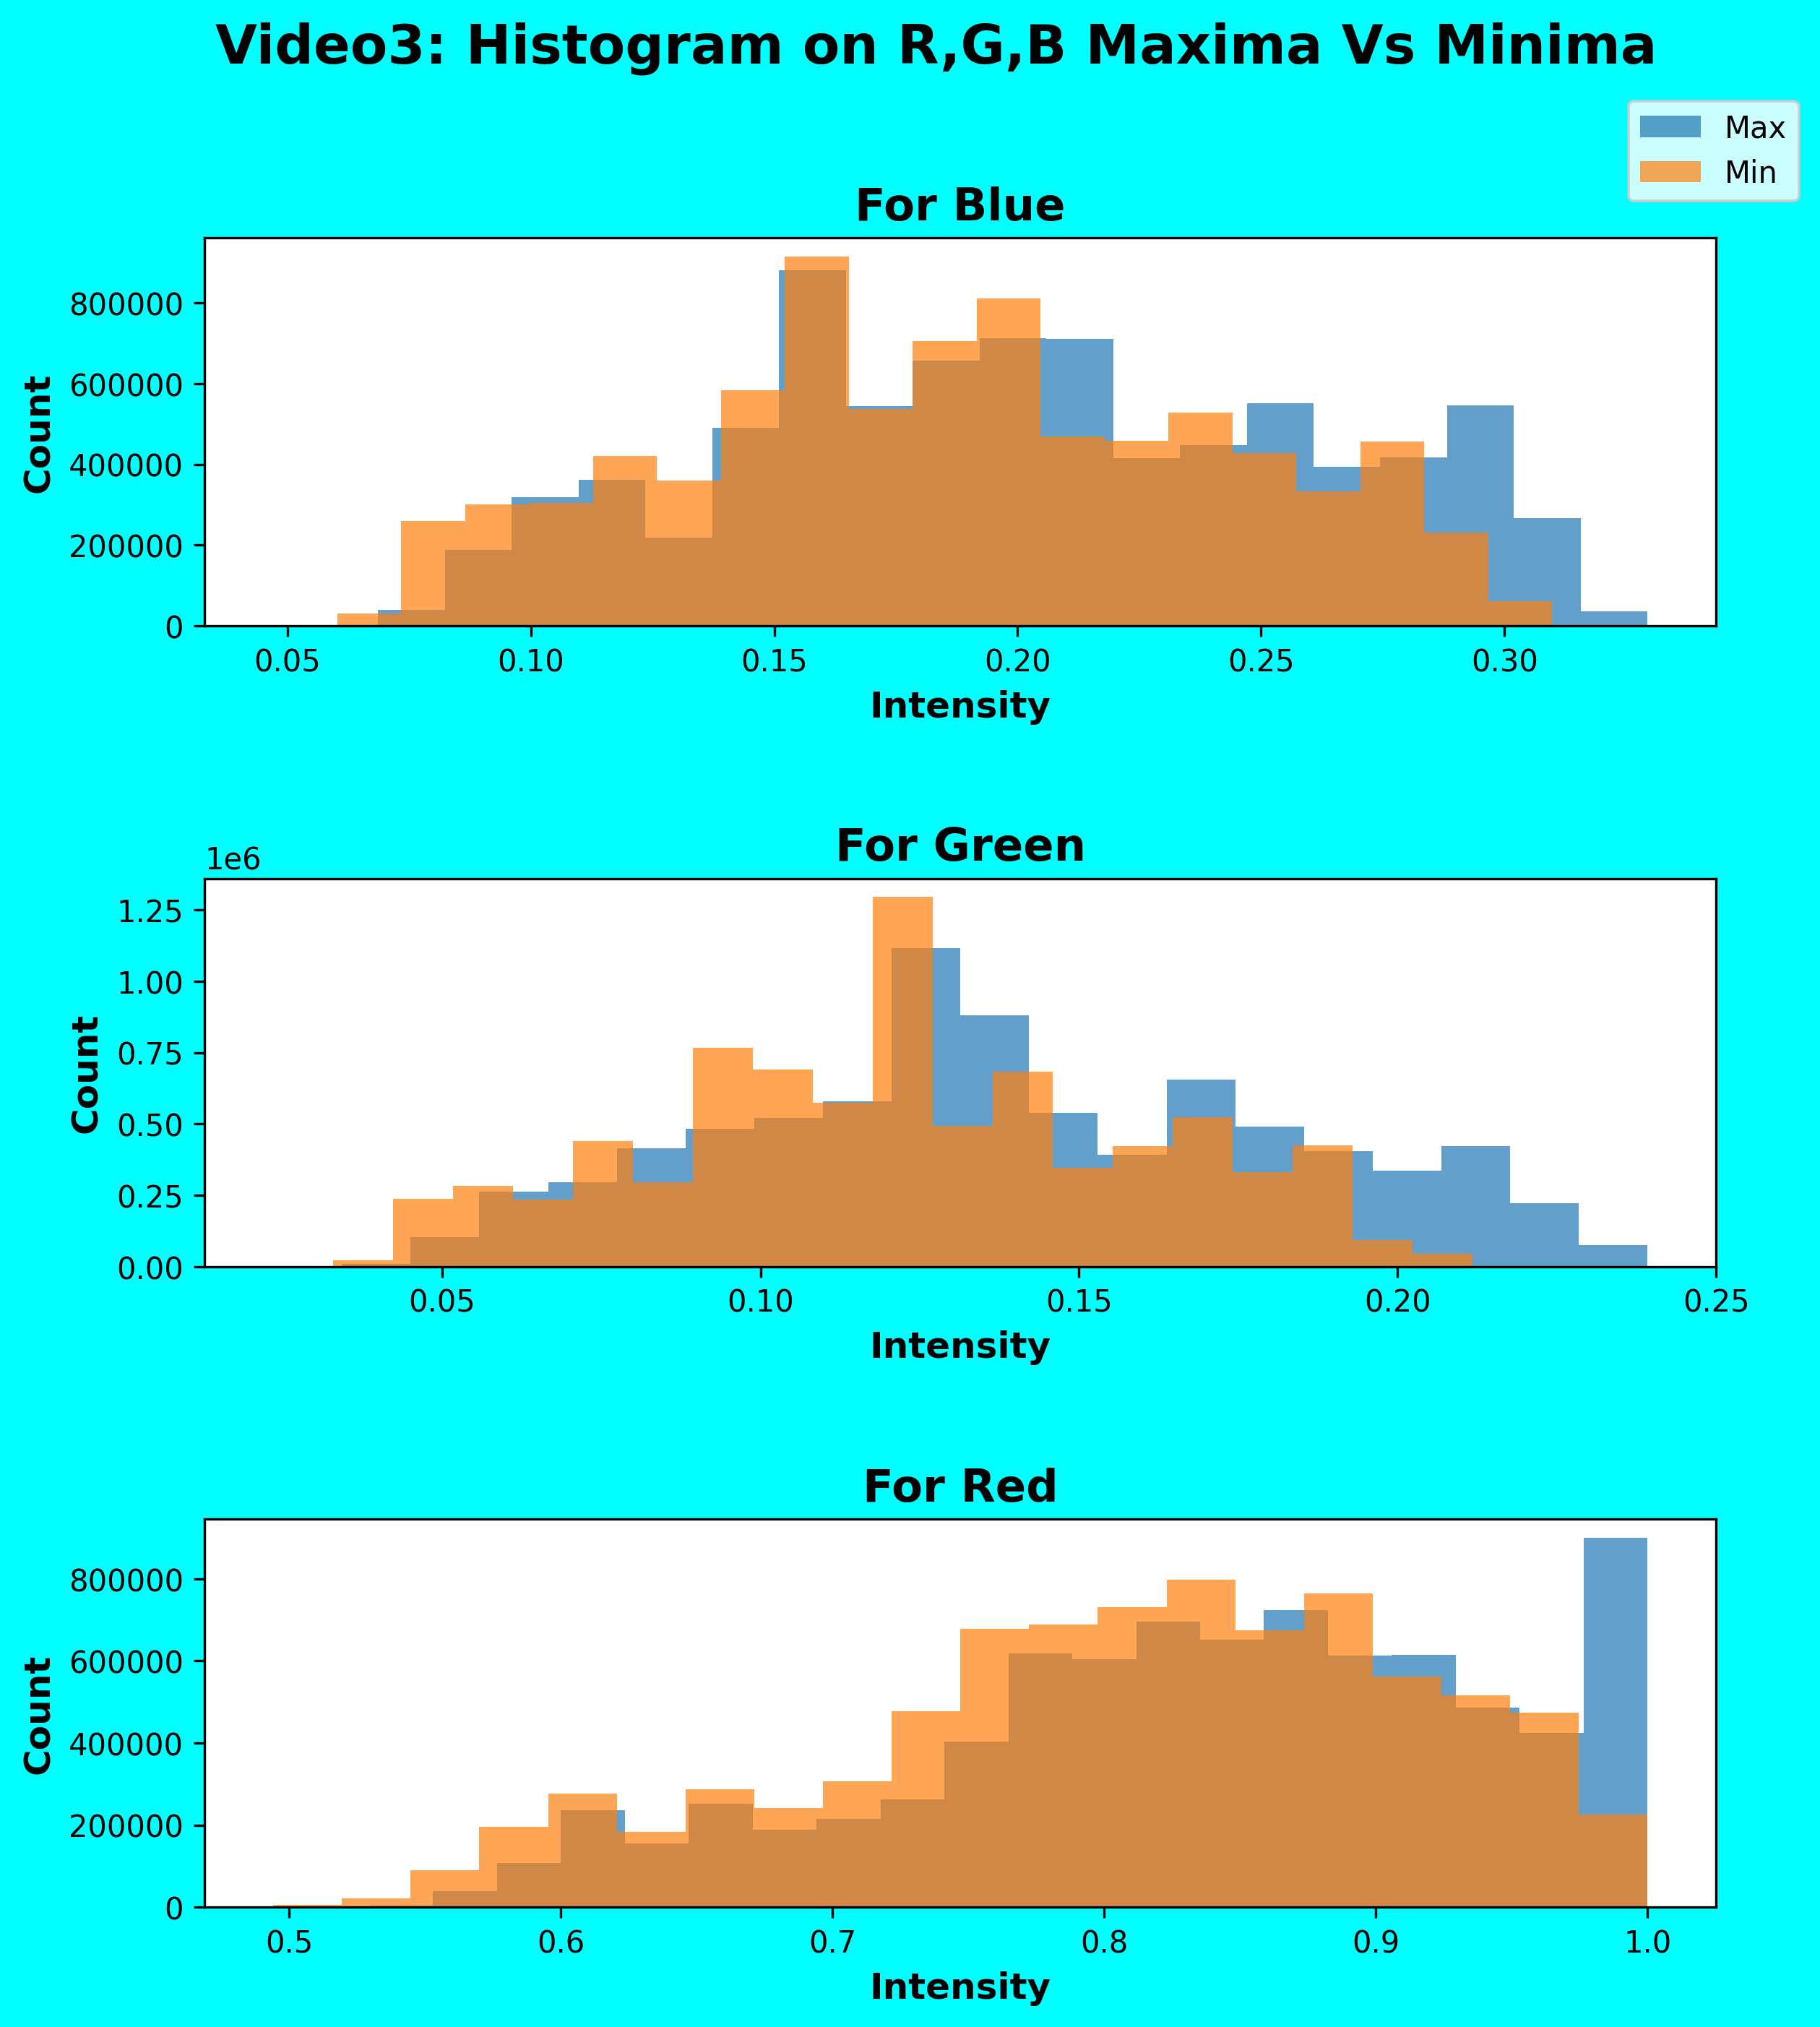 Video3: Histogram on R,G,B Maxima Vs Minima
Max
Min
For Blue
Count
800000
600000
400000
200000
0
0.05 0.10 0.15 0.20 0.25 0.30
Intensity
For Green
1e6
Count
1.25
1.00
0.75
0.50
0.25
0.00
0.05 0.10 0.15 0.20 0.25
Intensity
For Red
Count
800000
600000
400000
200000
0
0.5 0.6 0.7 0.8 0.9 1.0
Intensity